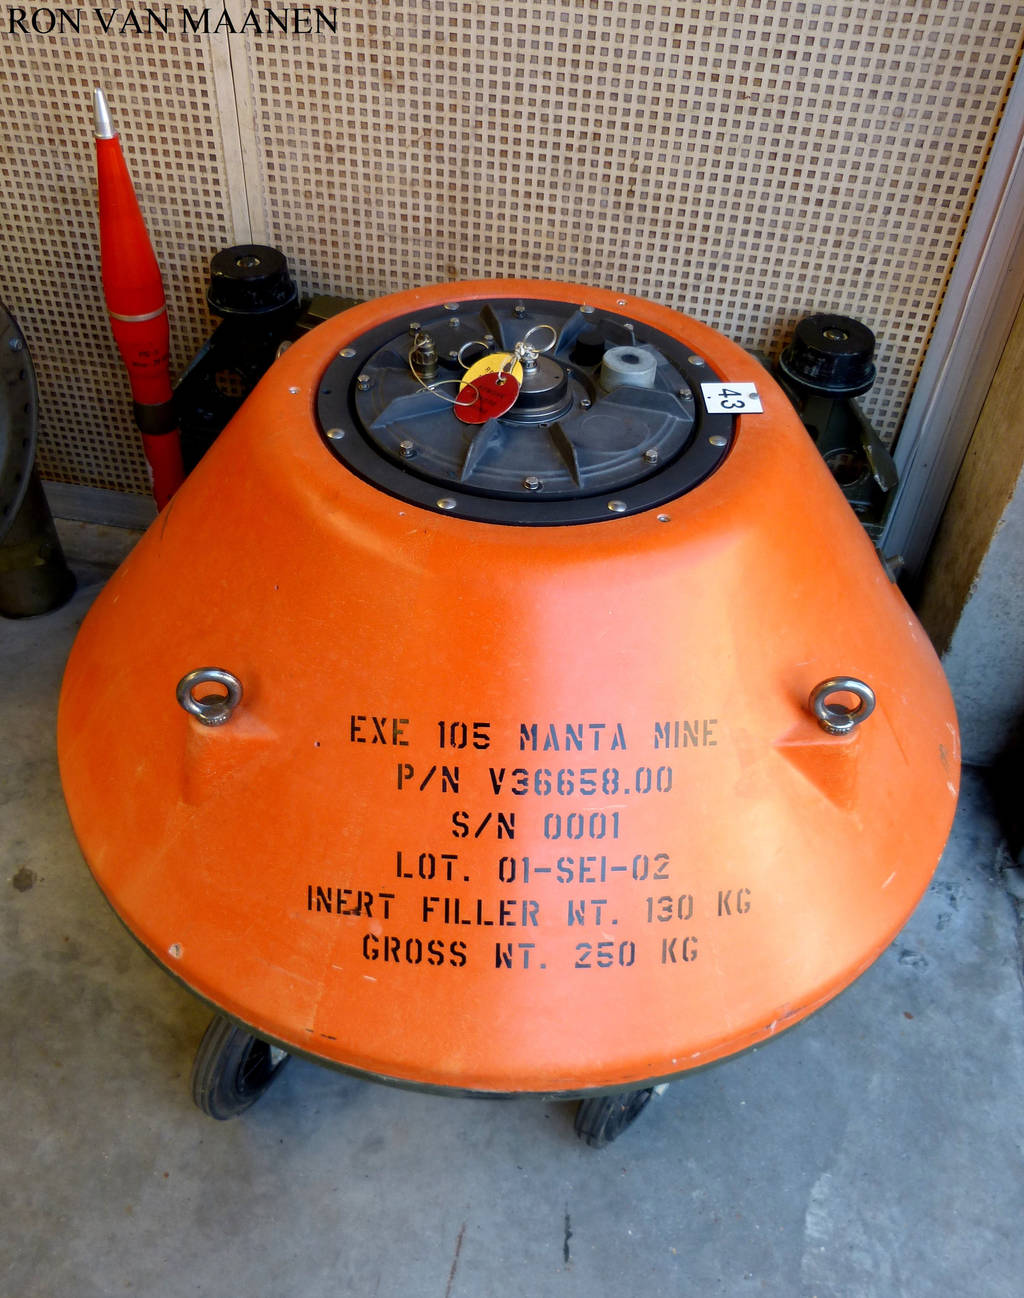 RON VAN MAANEN
43
EXE 105 MANTA MINE
P/N V36658.00
S/N 0001
LOT. 01-SEI-02
INERT FILLER WT. 130 KG
GROSS WT. 250 KG